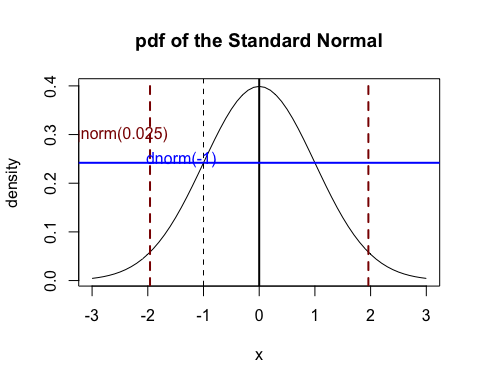 pdf of the Standard Normal
density
0.4
0.3
0.2
0.1
0.0
norm(0.025)
dnorm(-1)
-3 -2 -1 0 1 2 3
x